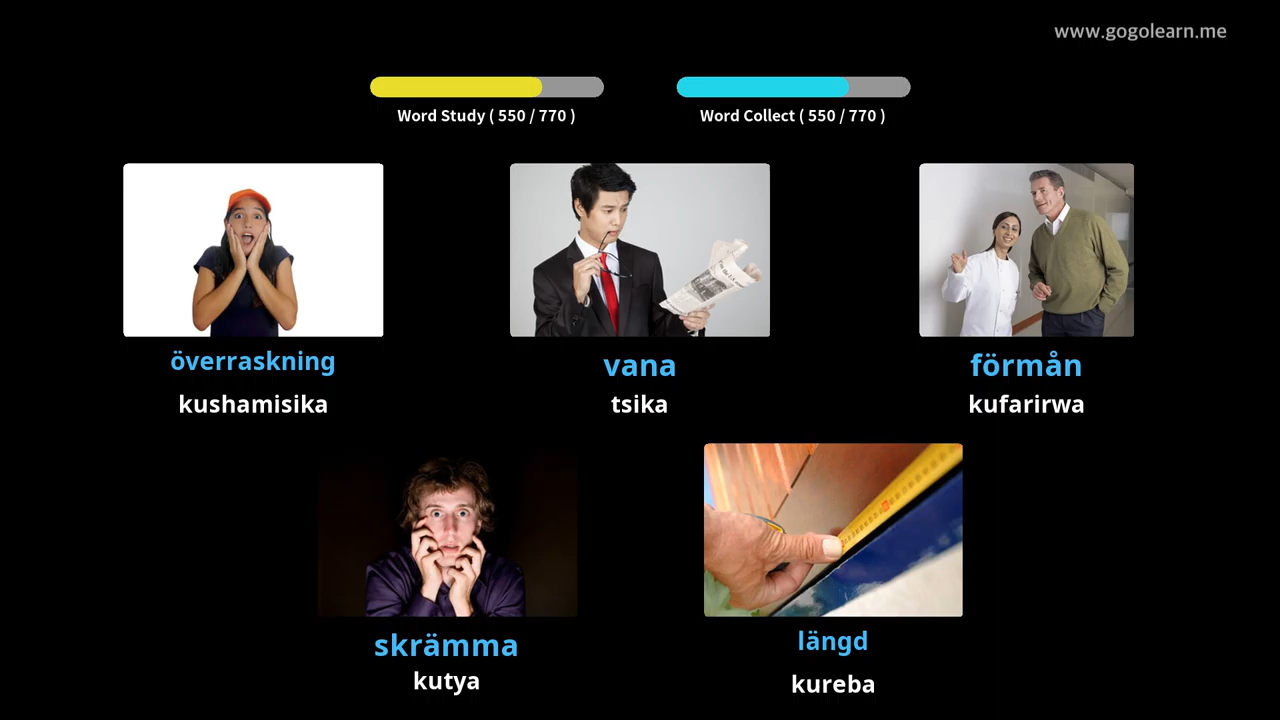 www.gogolearn.me
Word Study ( 550 / 770 )
Word Collect ( 550 / 770 )
överraskning
vana
förmån
kushamisika
tsika
kufarirwa
skrämma
längd
kutya
kureba